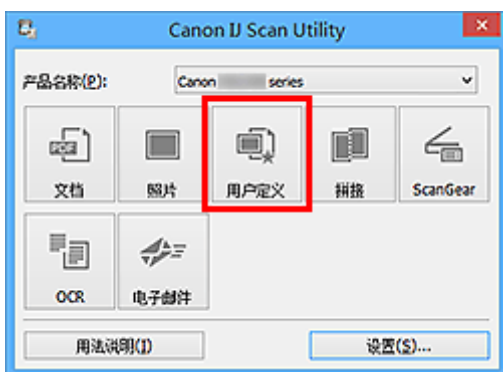 Canon IJ Scan Utility
产品名称(P):
Canon series
文档
照片
用户定义
拼接
ScanGear
OCR
电子邮件
用法说明(I)
设置(S)...